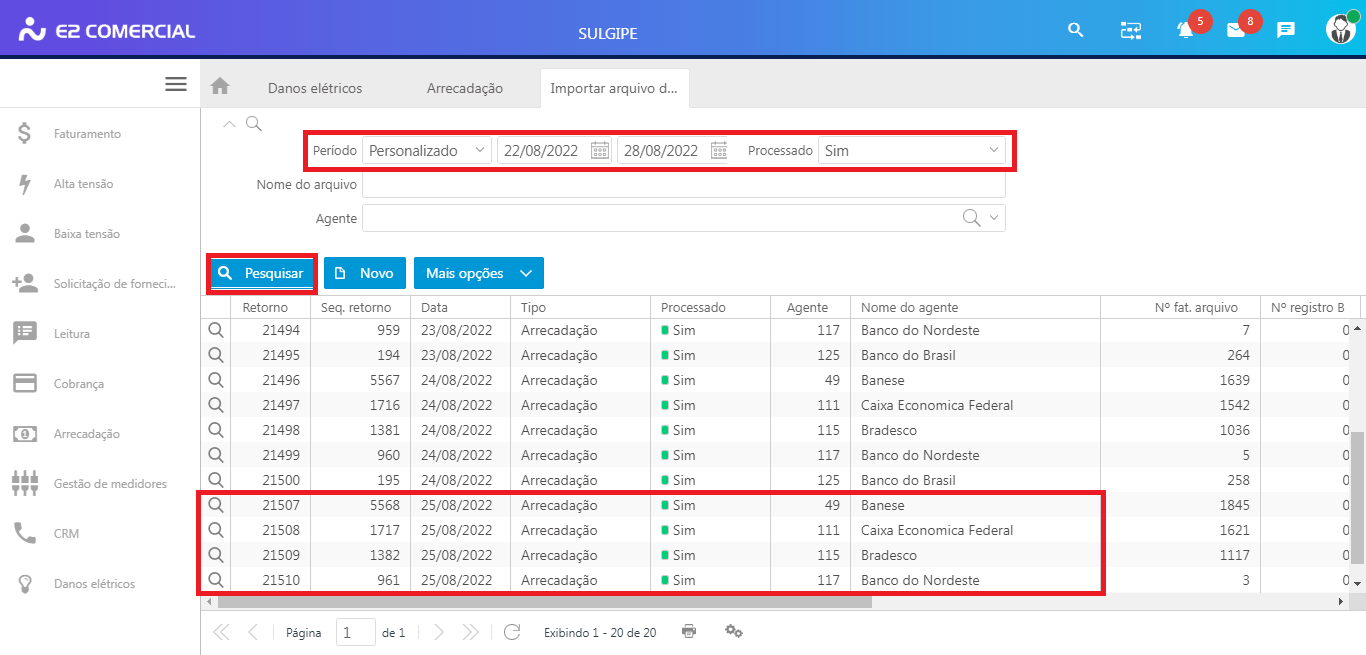 E2 COMERCIAL
SULGIPE
5
8
Danos elétricos
Arrecadação
Importar arquivo d...
Faturamento
Alta tensão
Baixa tensão
Solicitação de forneci...
Leitura
Cobrança
Arrecadação
Gestão de medidores
CRM
Danos elétricos
Período Personalizado 22/08/2022 28/08/2022 Processado Sim
Nome do arquivo
Agente
Pesquisar Novo Mais opções
Retorno Seq. retorno Data Tipo Processado Agente Nome do agente Nº fat. arquivo Nº registro B
21494 959 23/08/2022 Arrecadação Sim 117 Banco do Nordeste 7 0
21495 194 23/08/2022 Arrecadação Sim 125 Banco do Brasil 264 0
21496 5567 24/08/2022 Arrecadação Sim 49 Banese 1639 0
21497 1716 24/08/2022 Arrecadação Sim 111 Caixa Economica Federal 1542 0
21498 1381 24/08/2022 Arrecadação Sim 115 Bradesco 1036 0
21499 960 24/08/2022 Arrecadação Sim 117 Banco do Nordeste 5 0
21500 195 24/08/2022 Arrecadação Sim 125 Banco do Brasil 258 0
21507 5568 25/08/2022 Arrecadação Sim 49 Banese 1845 0
21508 1717 25/08/2022 Arrecadação Sim 111 Caixa Economica Federal 1621 0
21509 1382 25/08/2022 Arrecadação Sim 115 Bradesco 1117 0
21510 961 25/08/2022 Arrecadação Sim 117 Banco do Nordeste 3 0
Página 1 de 1 Exibindo 1 - 20 de 20